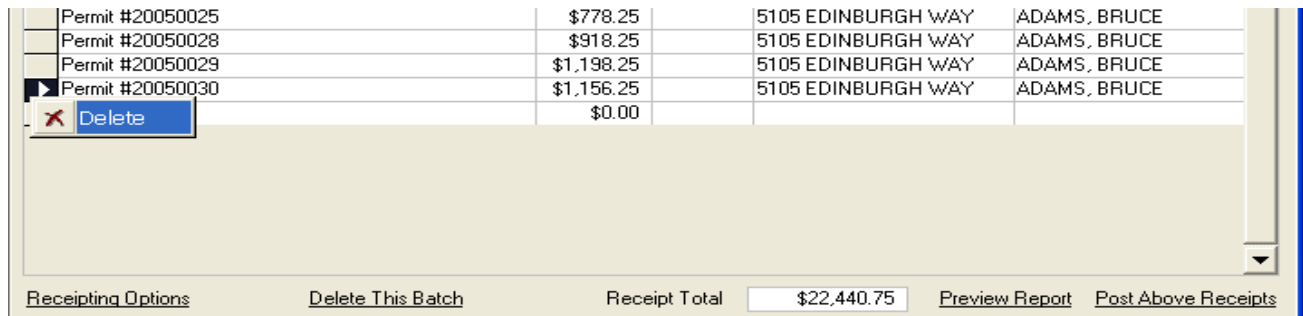 Permit #20050025 $778.25 5105 EDINBURGH WAY ADAMS, BRUCE
Permit #20050028 $918.25 5105 EDINBURGH WAY ADAMS, BRUCE
Permit #20050029 $1,198.25 5105 EDINBURGH WAY ADAMS, BRUCE
Permit #20050030 $1,156.25 5105 EDINBURGH WAY ADAMS, BRUCE
Delete $0.00
Receipting Options Delete This Batch Receipt Total $22,440.75 Preview Report Post Above Receipts